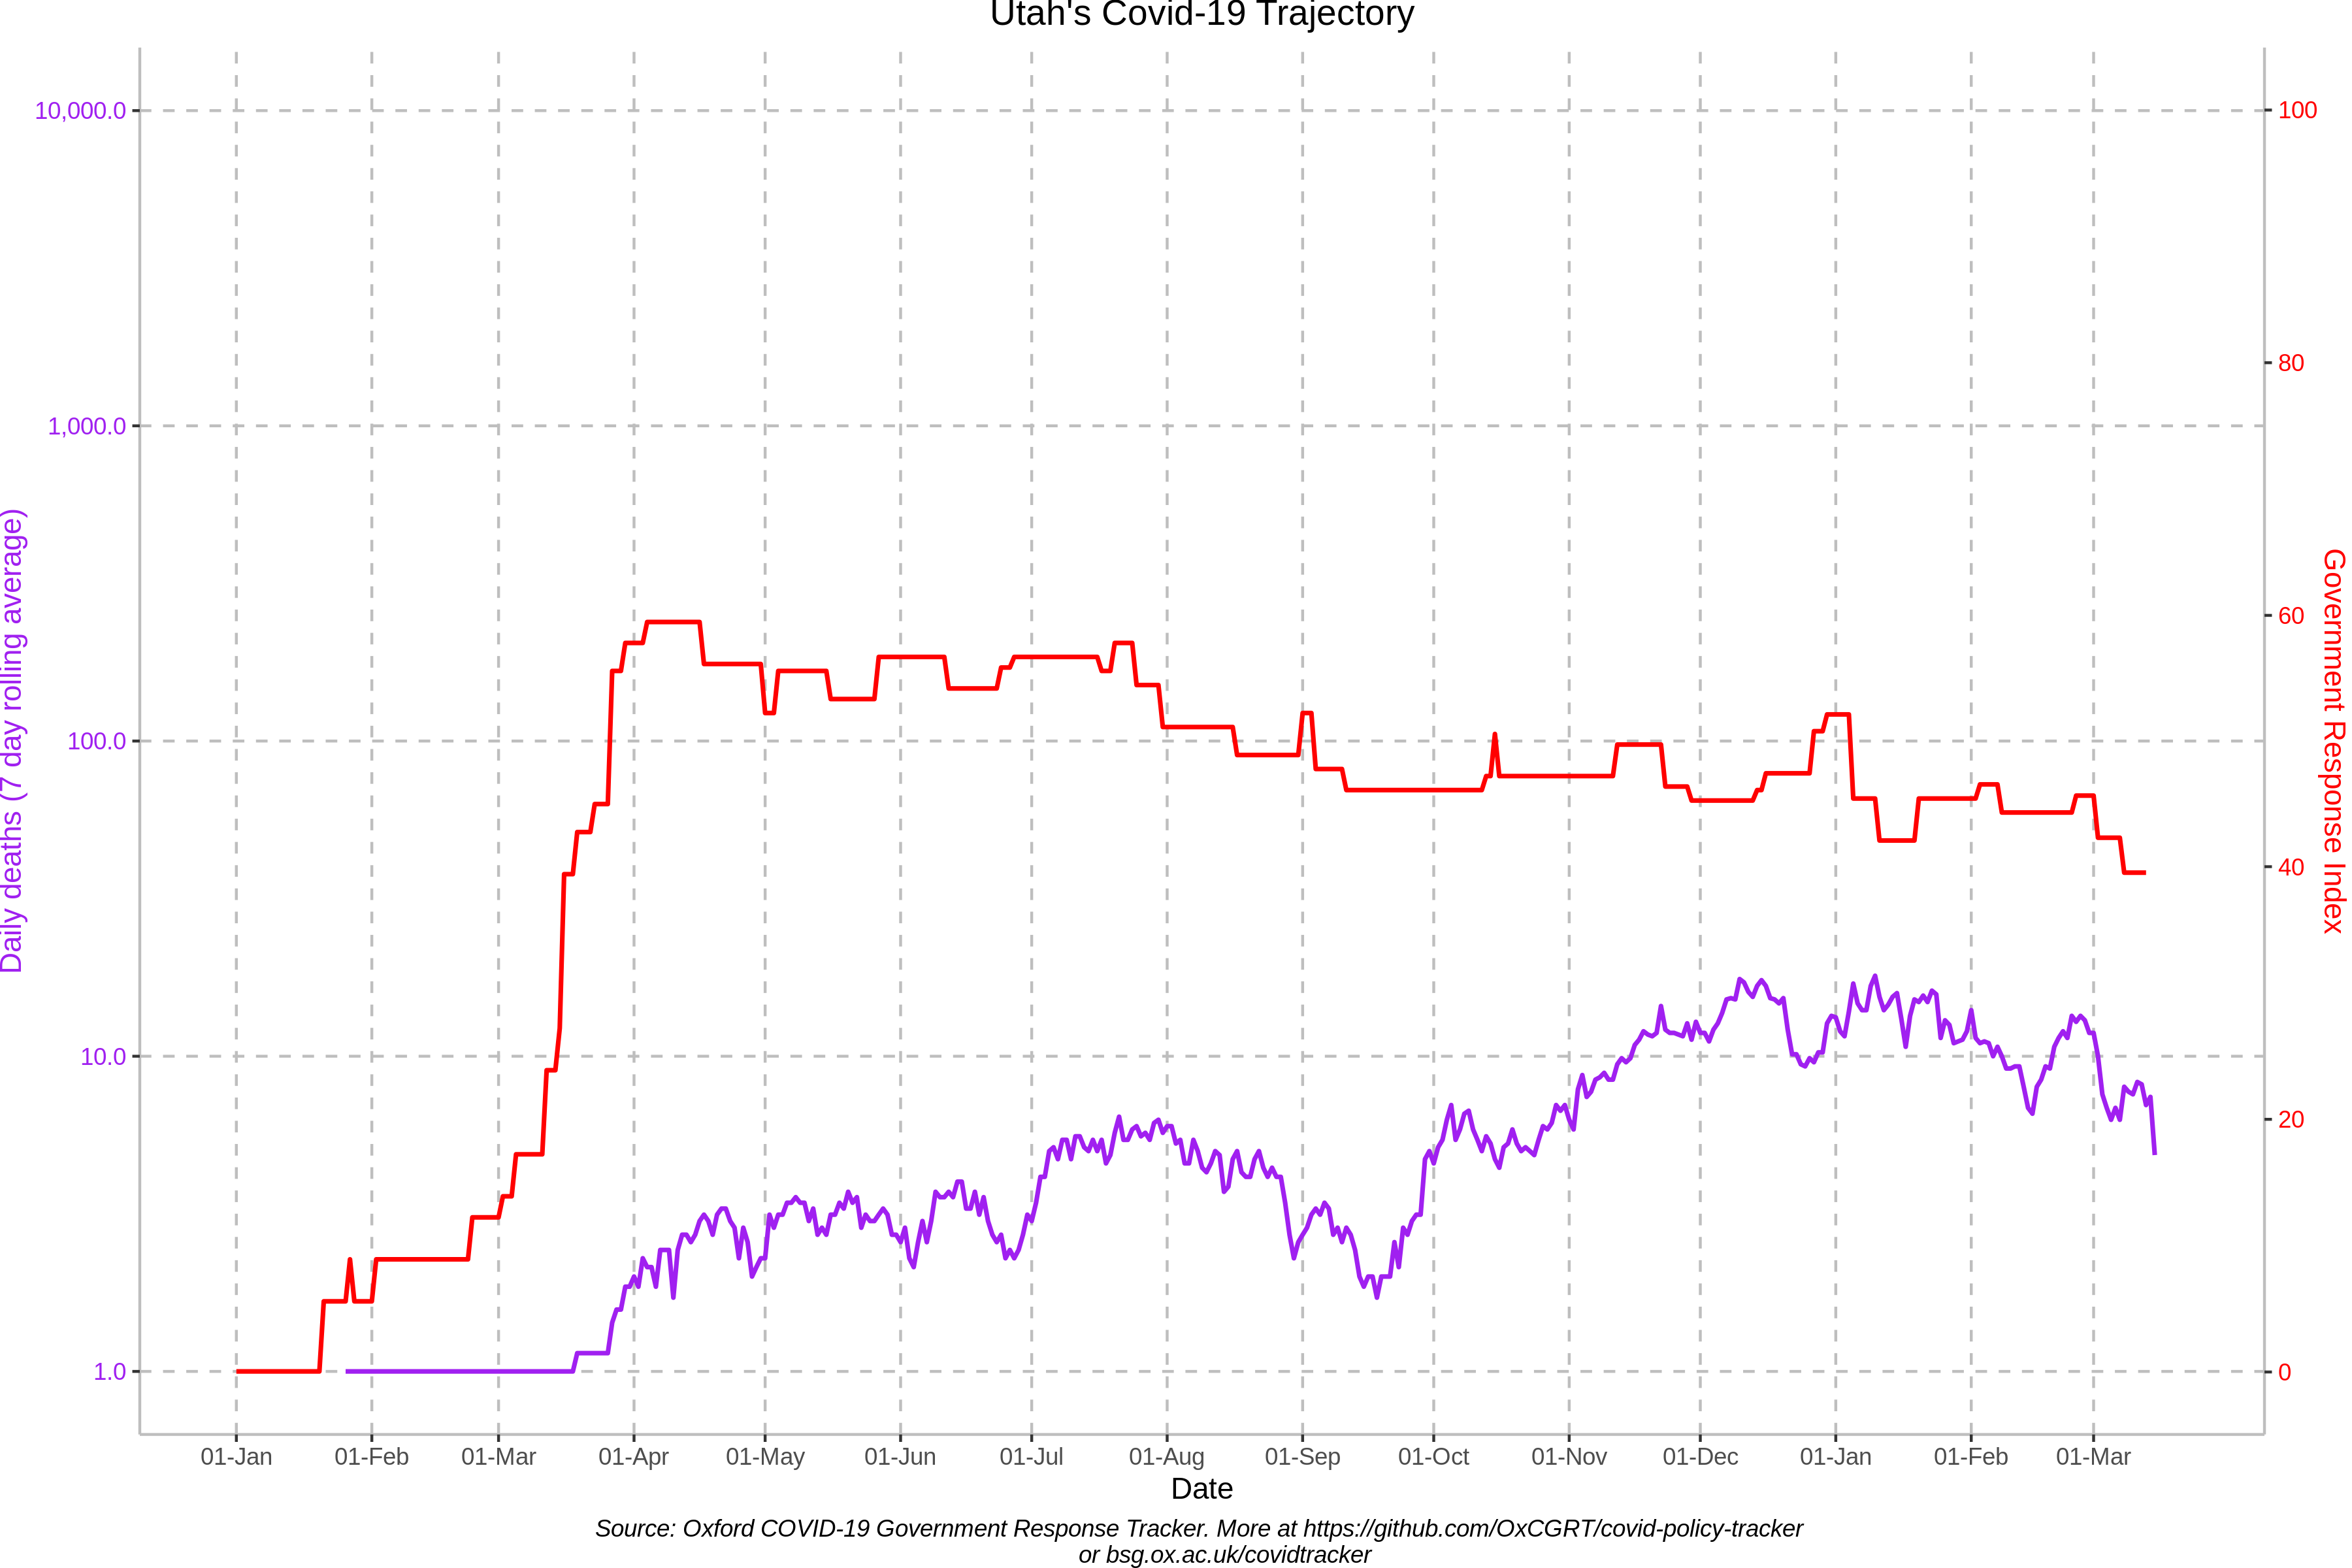 Utah's Covid-19 Trajectory
10,000.0
1,000.0
100.0
10.0
1.0
Daily deaths (7 day rolling average)
100
80
60
40
20
0
Government Response Index
01-Jan 01-Feb 01-Mar 01-Apr 01-May 01-Jun 01-Jul 01-Aug 01-Sep 01-Oct 01-Nov 01-Dec 01-Jan 01-Feb 01-Mar
Date
Source: Oxford COVID-19 Government Response Tracker. More at https://github.com/OxCGRT/covid-policy-tracker
or bsg.ox.ac.uk/covidtracker